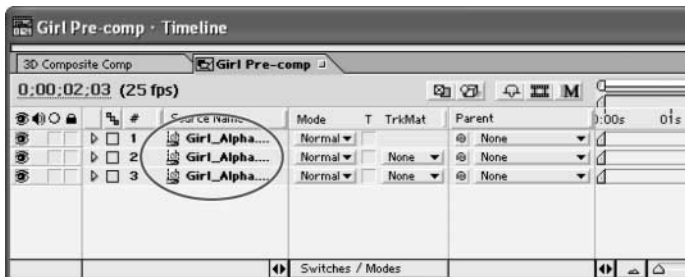 Girl Pre-comp · Timeline
3D Composite Comp Girl Pre-comp
0;00;02;03 (25 fps) M
# Source Name Mode T TrkMat Parent ):00s 01s
1 Girl_Alpha.... Normal None
2 Girl_Alpha.... Normal None None
3 Girl_Alpha.... Normal None None
Switches / Modes